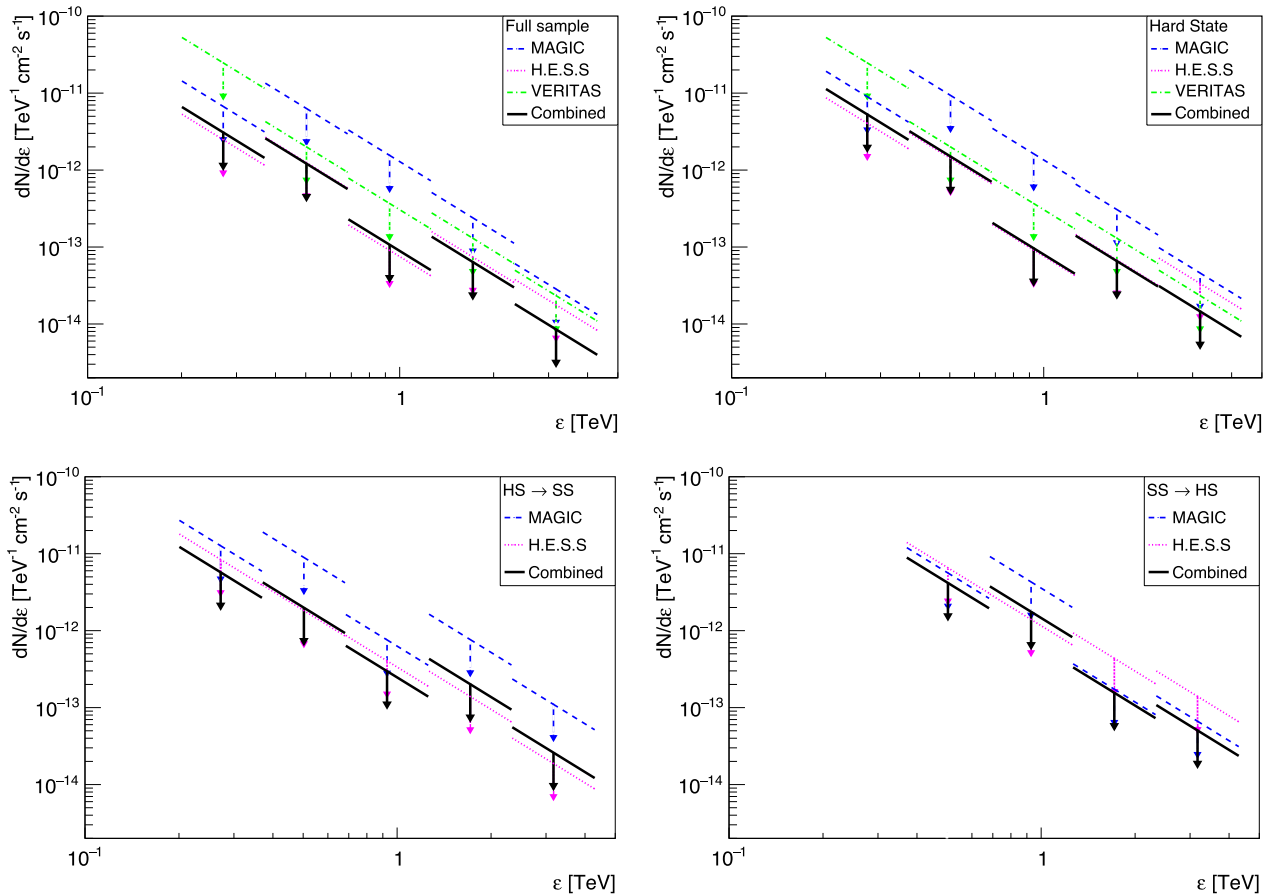 Full sample
MAGIC
H.E.S.S
VERITAS
Combined
dN/dε [TeV⁻¹ cm⁻² s⁻¹]
10⁻¹⁰
10⁻¹¹
10⁻¹²
10⁻¹³
10⁻¹⁴
10⁻¹
1
ε [TeV]
Hard State
MAGIC
H.E.S.S
VERITAS
Combined
dN/dε [TeV⁻¹ cm⁻² s⁻¹]
10⁻¹⁰
10⁻¹¹
10⁻¹²
10⁻¹³
10⁻¹⁴
10⁻¹
1
ε [TeV]
HS → SS
MAGIC
H.E.S.S
Combined
dN/dε [TeV⁻¹ cm⁻² s⁻¹]
10⁻¹⁰
10⁻¹¹
10⁻¹²
10⁻¹³
10⁻¹⁴
10⁻¹
1
ε [TeV]
SS → HS
MAGIC
H.E.S.S
Combined
dN/dε [TeV⁻¹ cm⁻² s⁻¹]
10⁻¹⁰
10⁻¹¹
10⁻¹²
10⁻¹³
10⁻¹⁴
10⁻¹
1
ε [TeV]